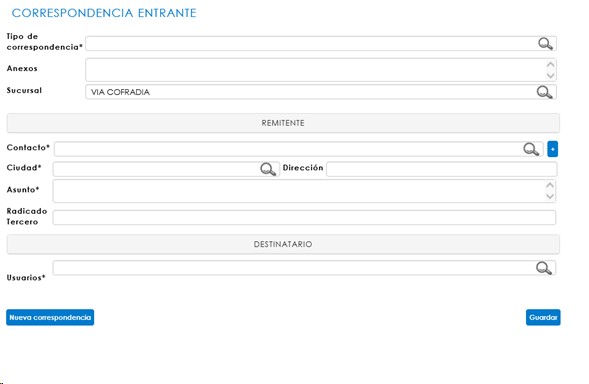 CORRESPONDENCIA ENTRANTE
Tipo de
correspondencia*
Anexos
Sucursal VIA COFRADIA
REMITENTE
Contacto* +
Ciudad* Dirección
Asunto*
Radicado
Tercero
DESTINATARIO
Usuarios*
Nueva correspondencia Guardar